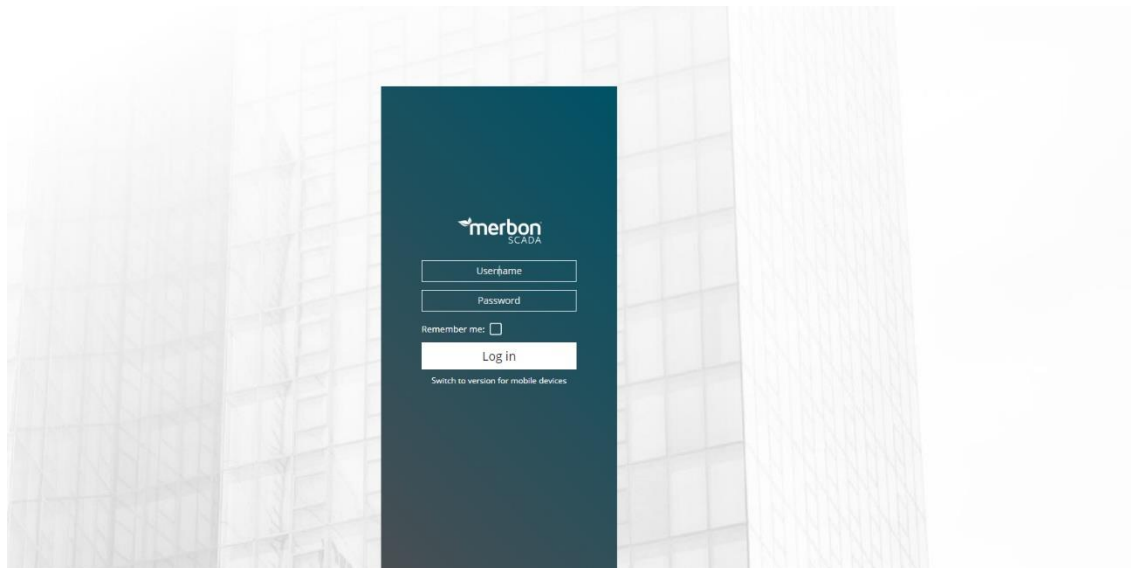 merbon
SCADA
Username
Password
Remember me:
Log in
Switch to version for mobile devices